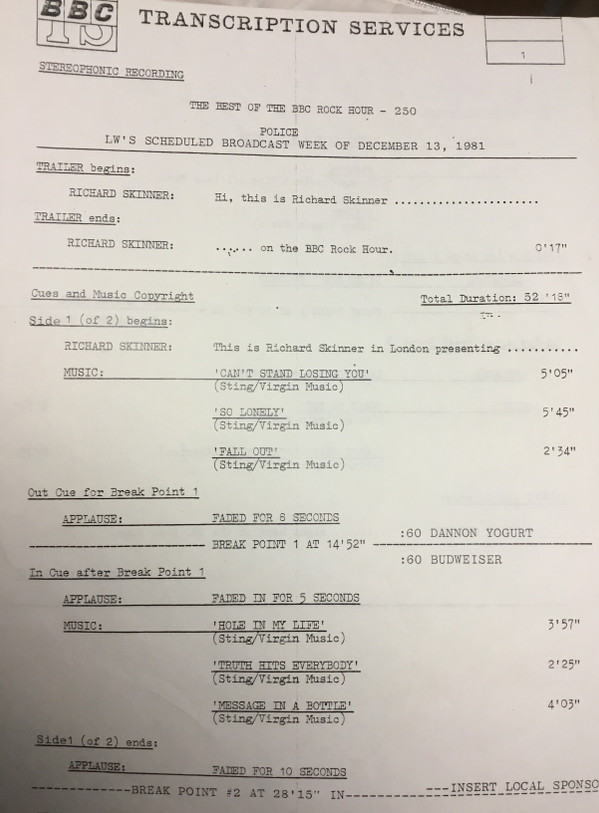 BBC
TS
TRANSCRIPTION SERVICES
1
STEREOPHONIC RECORDING
THE BEST OF THE BBC ROCK HOUR - 250
POLICE
LW'S SCHEDULED BROADCAST WEEK OF DECEMBER 13, 1981
TRAILER begins:
RICHARD SKINNER: Hi, this is Richard Skinner .......................
TRAILER ends:
RICHARD SKINNER: ...... on the BBC Rock Hour. 0'17"
Cues and Music Copyright Total Duration: 52 '18"
Side 1 (of 2) begins:
RICHARD SKINNER: This is Richard Skinner in London presenting ...........
MUSIC: 'CAN'T STAND LOSING YOU' 5'05"
(Sting/Virgin Music)
'SO LONELY' 5'45"
(Sting/Virgin Music)
'FALL OUT' 2'34"
(Sting/Virgin Music)
Out Cue for Break Point 1
APPLAUSE: FADED FOR 8 SECONDS
:60 DANNON YOGURT
---------------------- BREAK POINT 1 AT 14'52" ----------------------
:60 BUDWEISER
In Cue after Break Point 1
APPLAUSE: FADED IN FOR 5 SECONDS
MUSIC: 'HOLE IN MY LIFE' 3'57"
(Sting/Virgin Music)
'TRUTH HITS EVERYBODY' 2'25"
(Sting/Virgin Music)
'MESSAGE IN A BOTTLE' 4'03"
(Sting/Virgin Music)
Side1 (of 2) ends:
APPLAUSE: FADED FOR 10 SECONDS
-------------BREAK POINT #2 AT 28'15" IN-------------INSERT LOCAL SPONSO